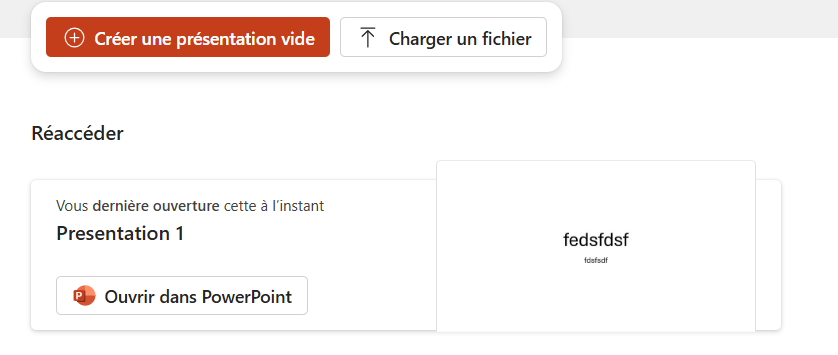 Créer une présentation vide
Charger un fichier
Réaccéder
Vous dernière ouverture cette à l'instant
Presentation 1
Ouvrir dans PowerPoint
fedsfdsf
fdsfsdf